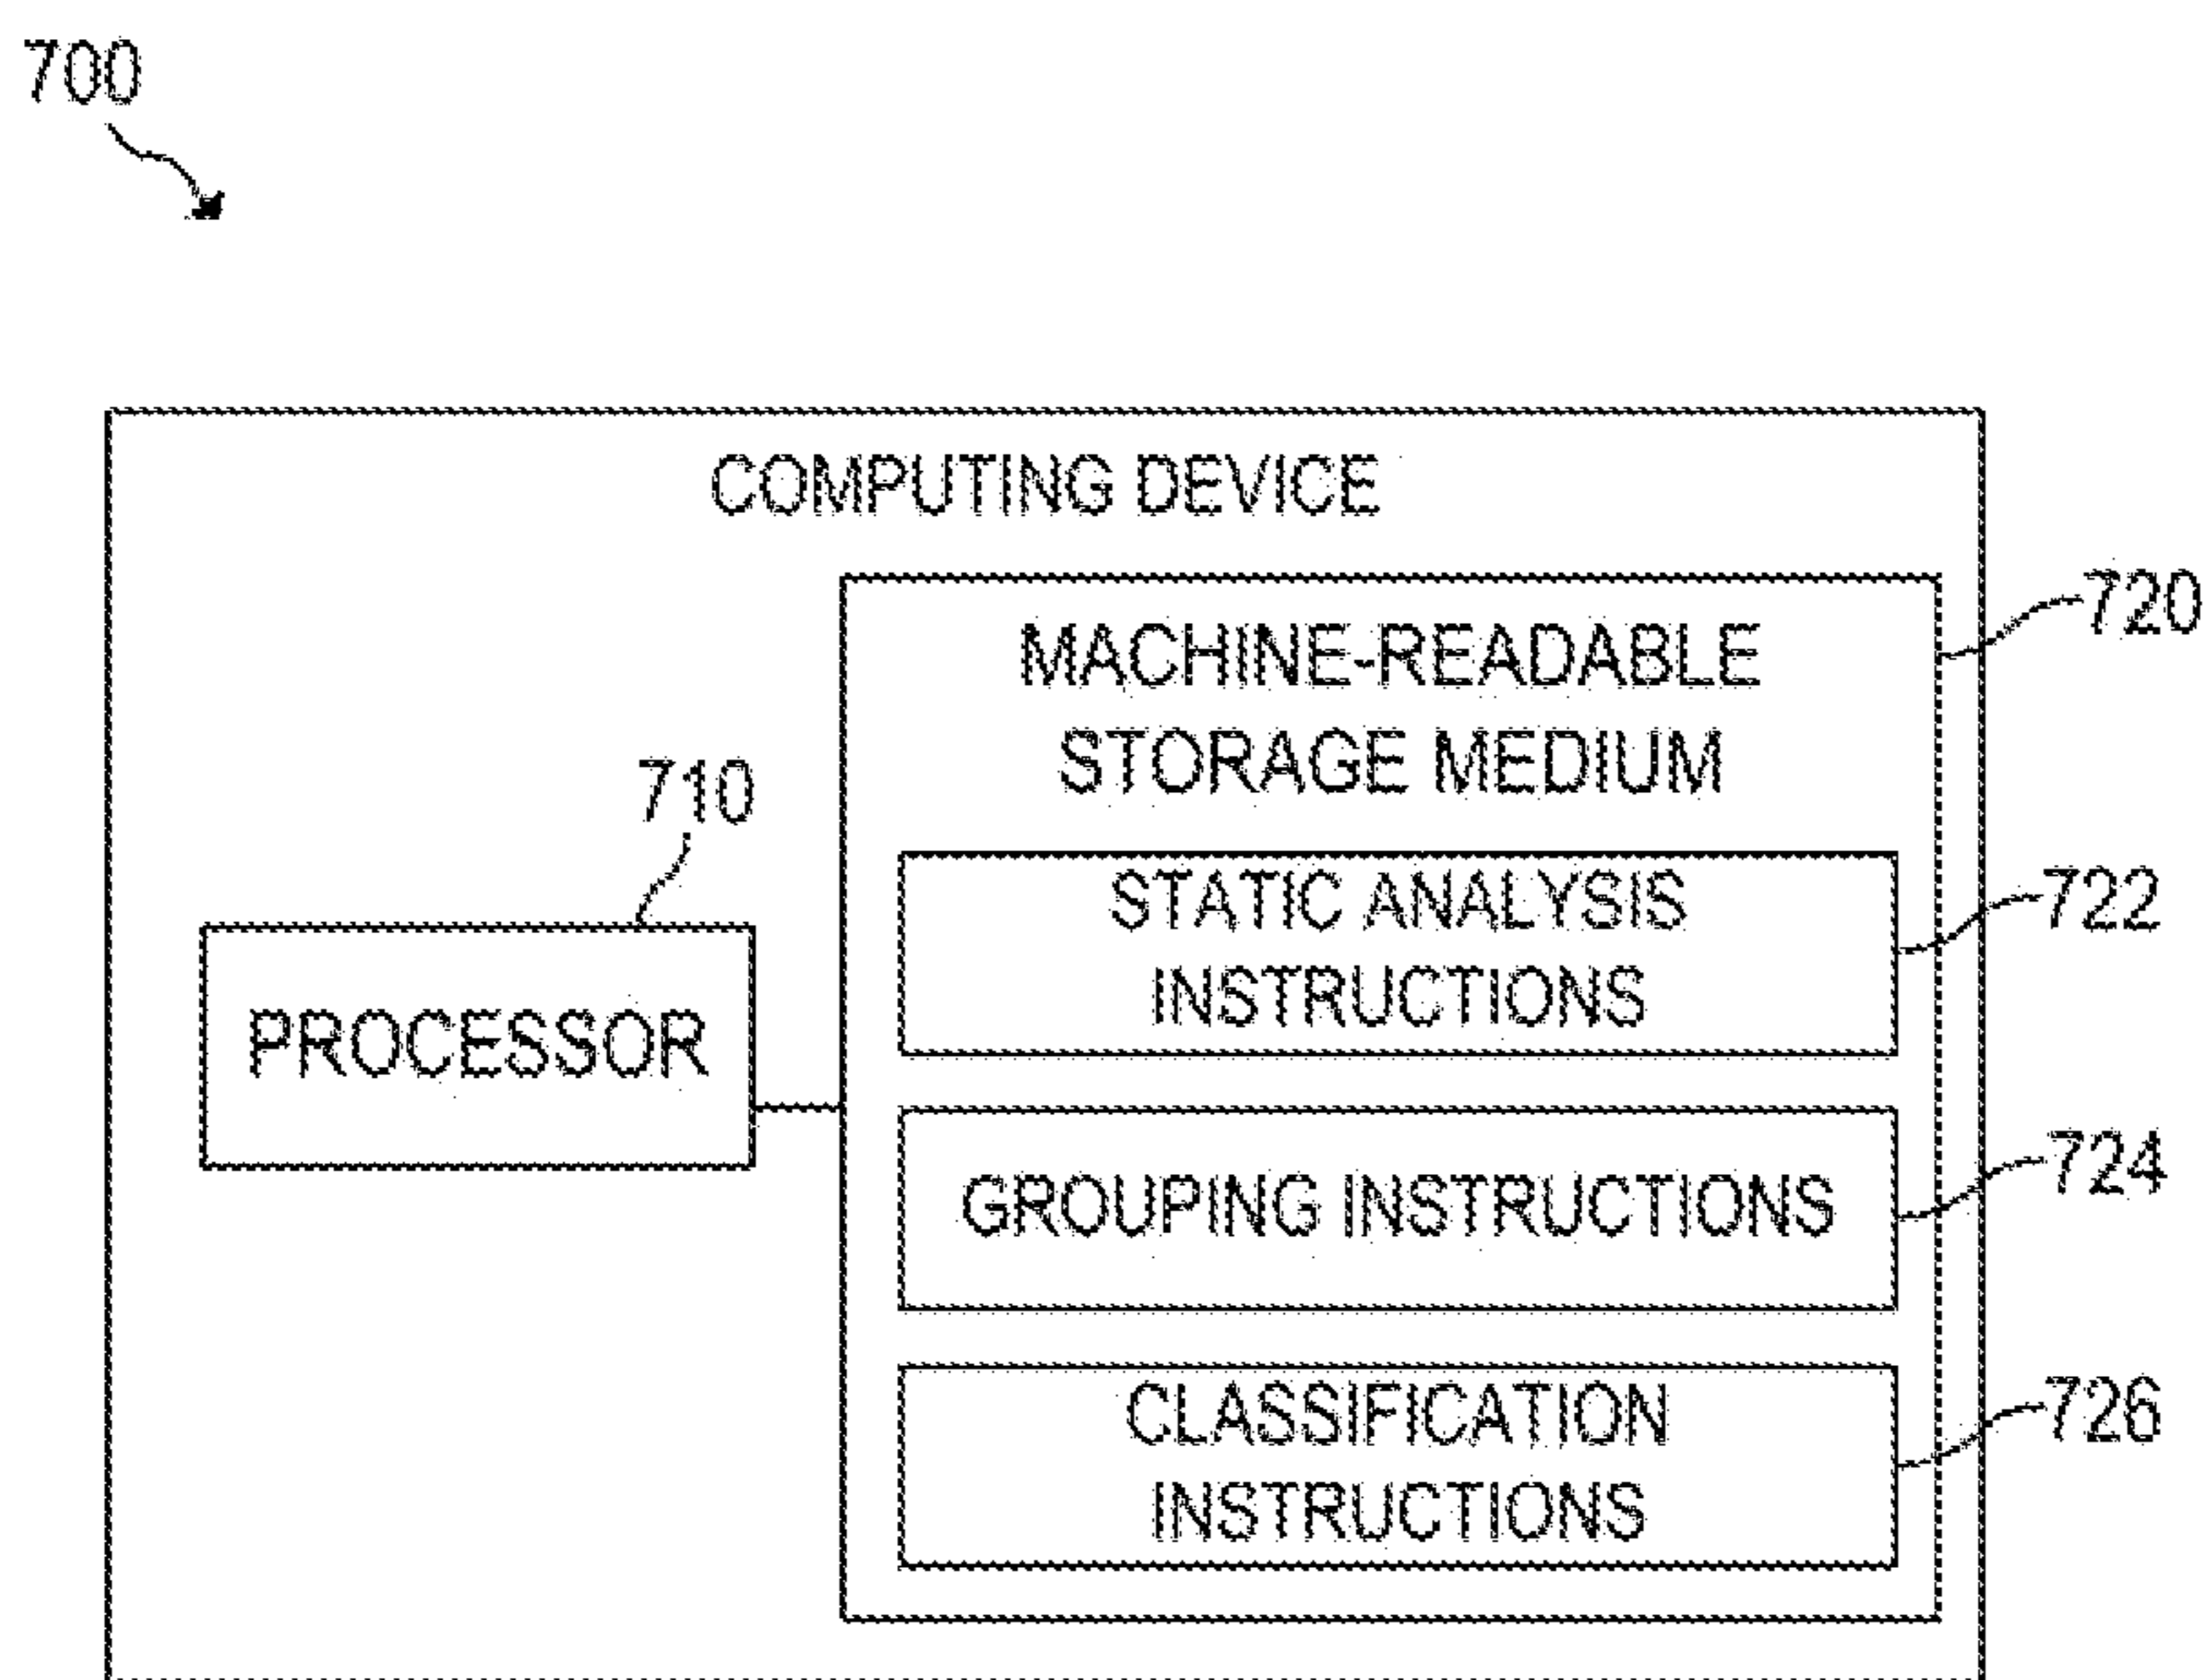 700
COMPUTING DEVICE
720
MACHINE-READABLE
STORAGE MEDIUM
710
722
STATIC ANALYSIS
INSTRUCTIONS
PROCESSOR
724
GROUPING INSTRUCTIONS
726
CLASSIFICATION
INSTRUCTIONS